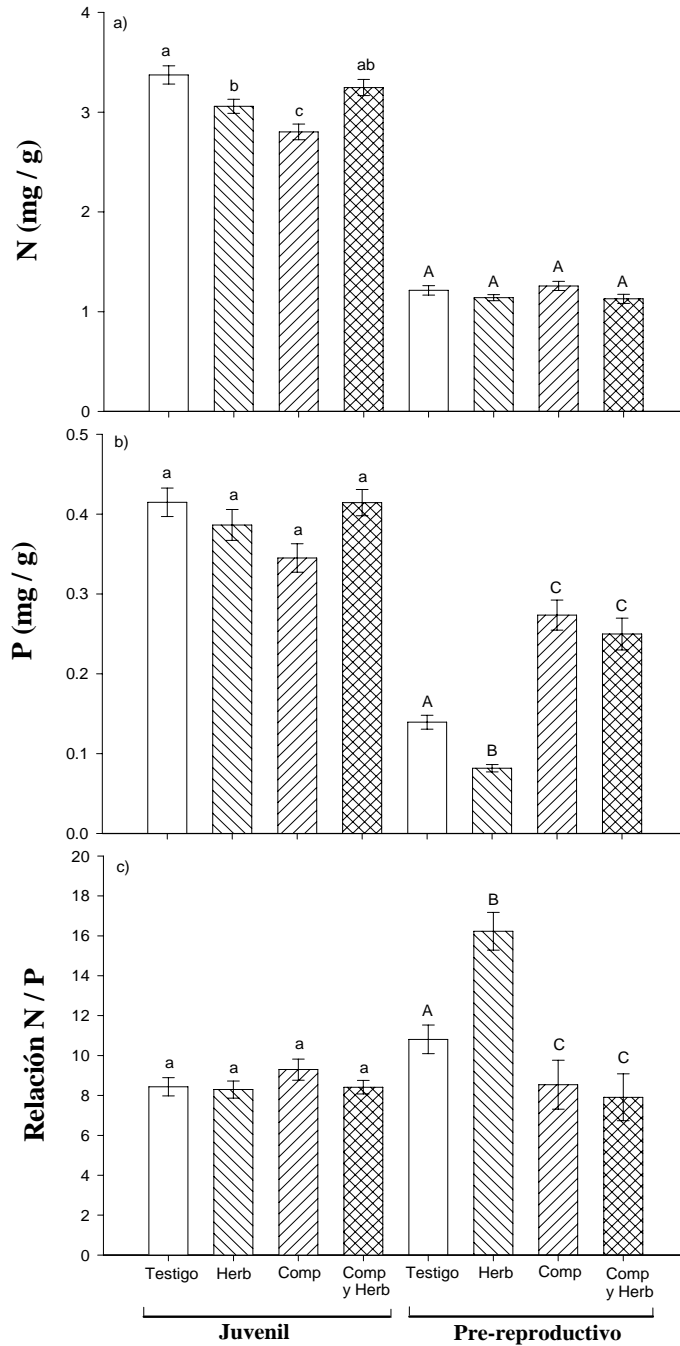 a)
N (mg / g)
4
3
2
1
0
a
b
c
ab
A
A
A
A
b)
P (mg / g)
0.5
0.4
0.3
0.2
0.1
0.0
a
a
a
a
A
B
C
C
c)
Relación N / P
20
18
16
14
12
10
8
6
4
2
0
a
a
a
a
A
B
C
C
Testigo Herb Comp Comp y Herb Testigo Herb Comp Comp y Herb
Juvenil Pre-reproductivo